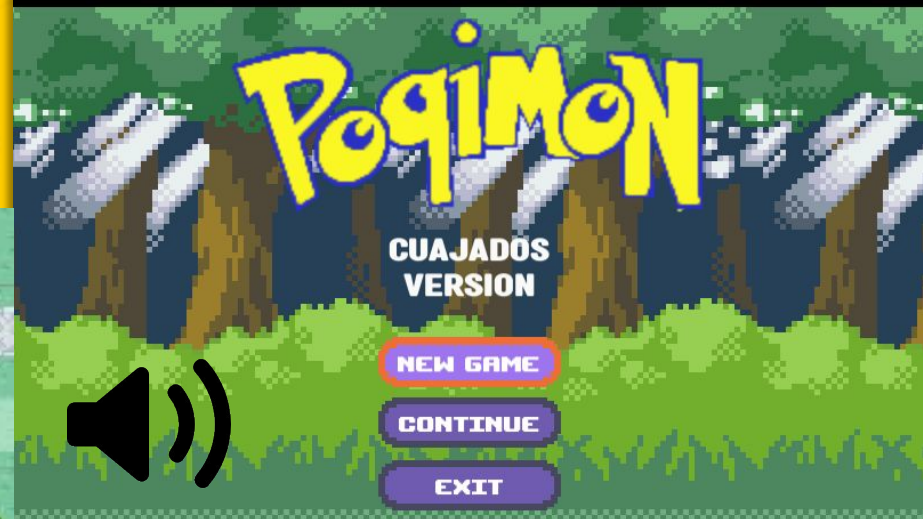 POQIMON
CUAJADOS
VERSION
NEW GAME
CONTINUE
EXIT